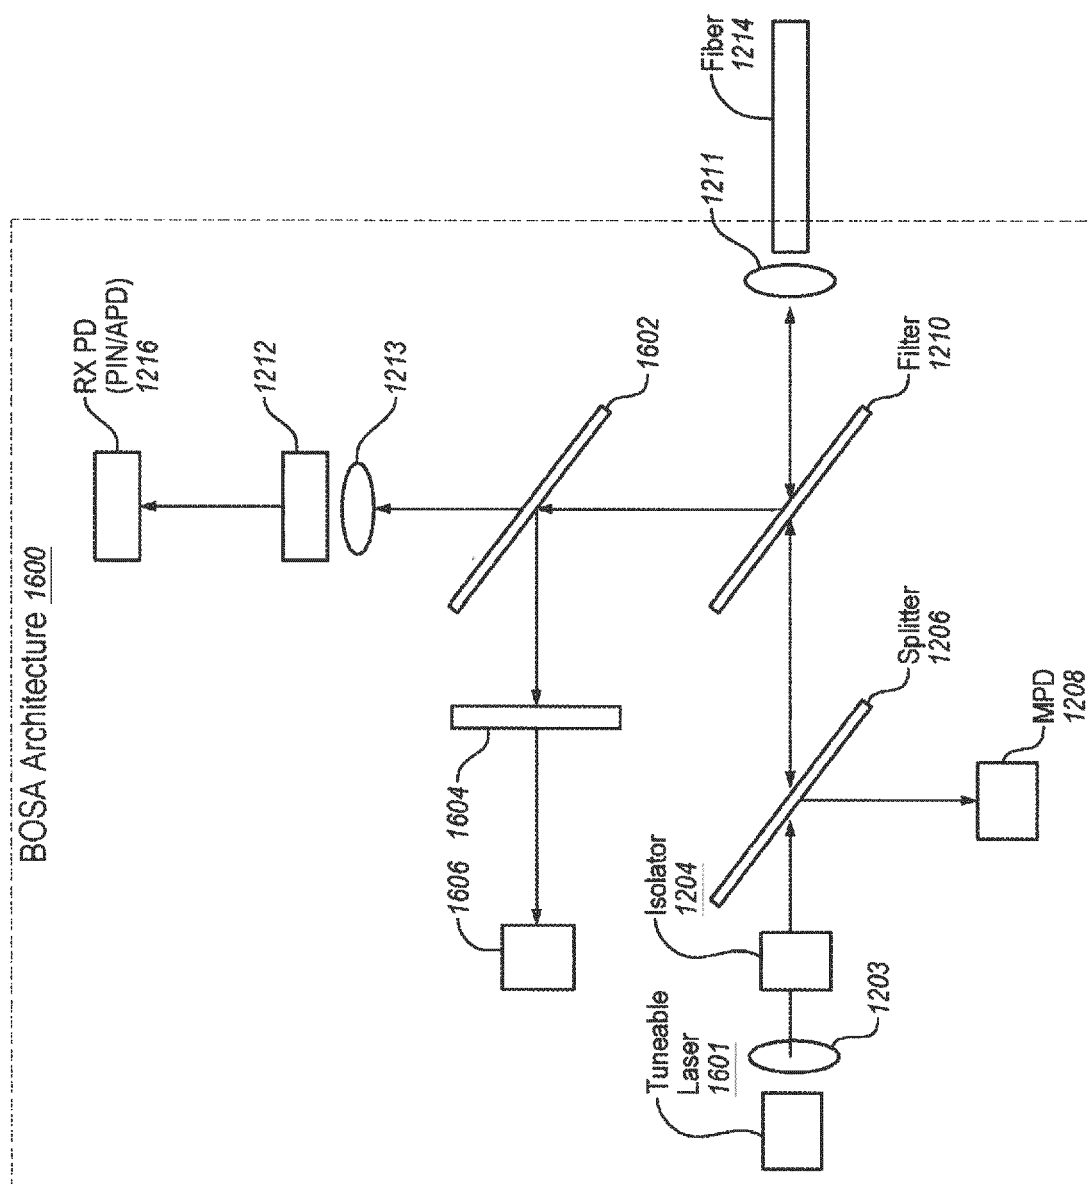 BOSA Architecture 1600
RX PD
(PIN/APD)
1216
1212
1213
1602
Fiber
1214
1211
Filter
1210
1606
1604
Splitter
1206
MPD
1208
Isolator
1204
Tuneable
Laser
1601
1203